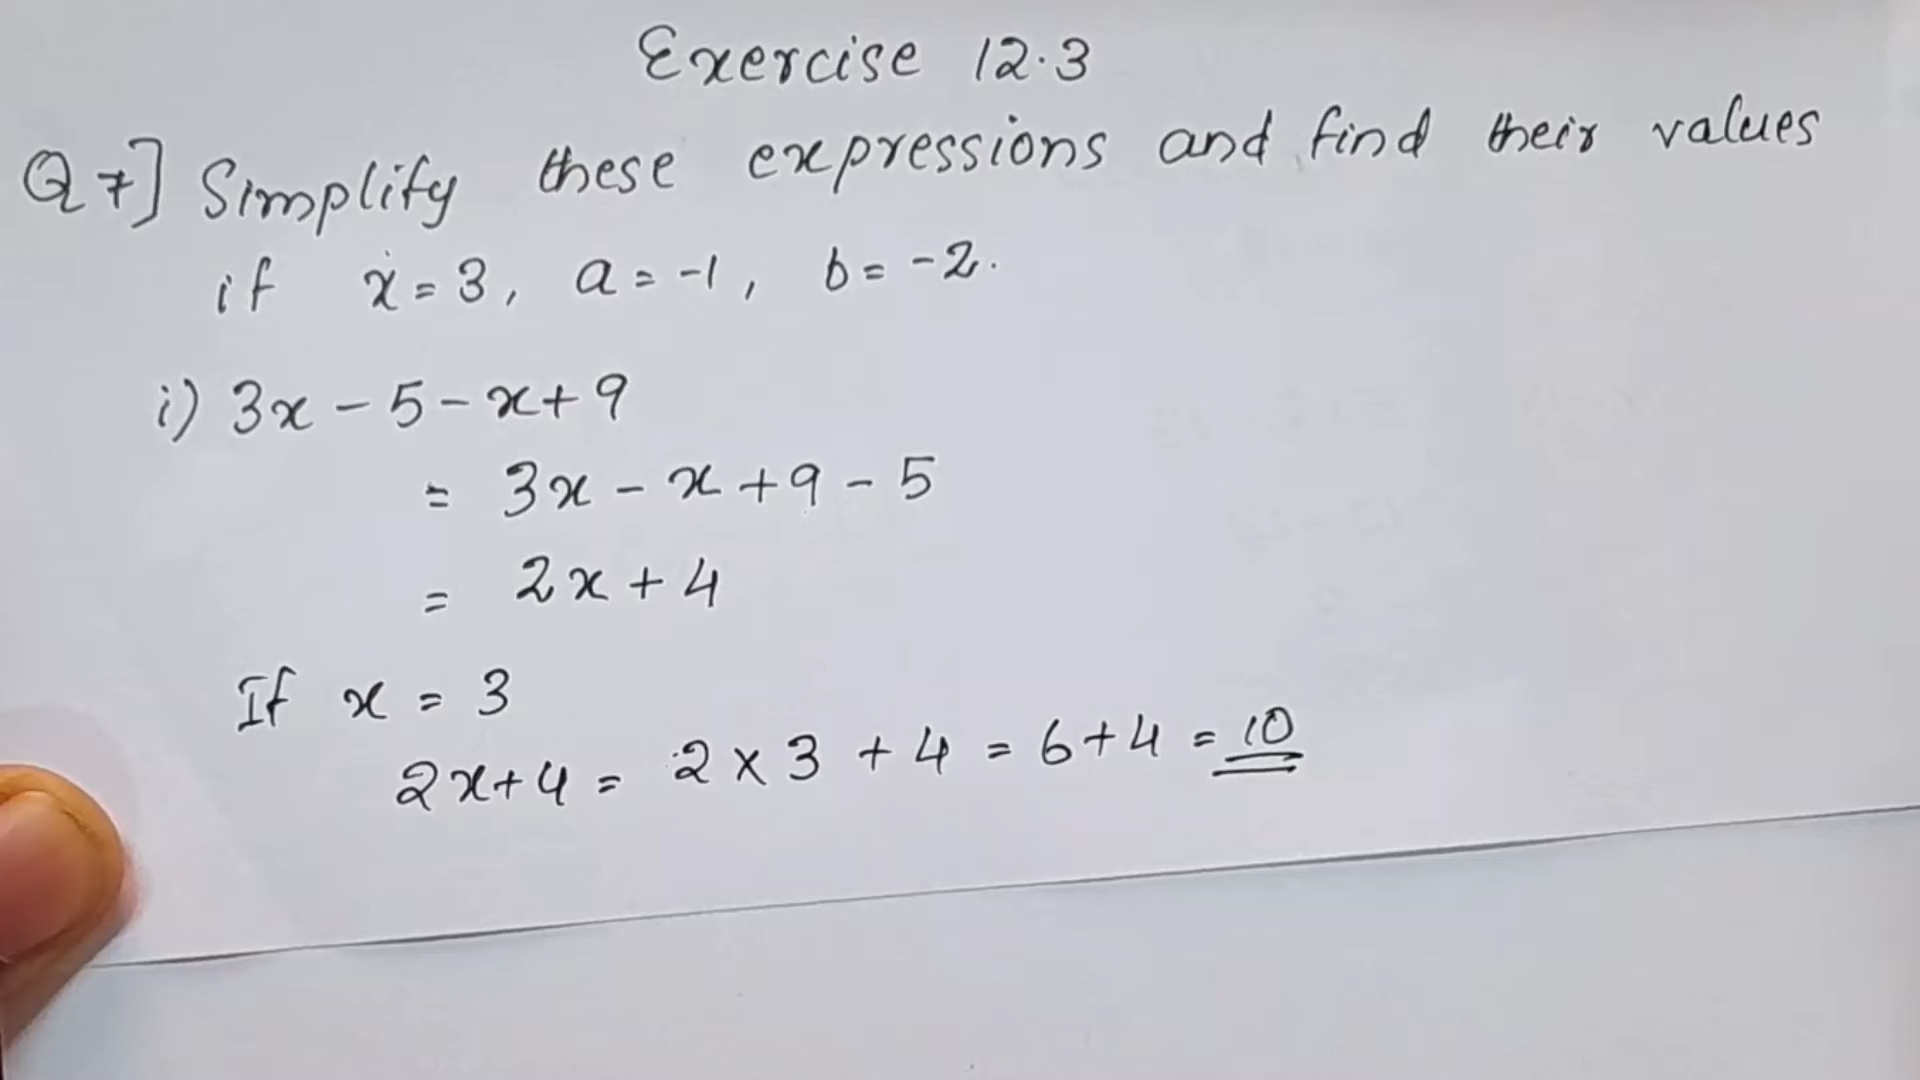 Exercise 12.3
Q 7] Simplify these expressions and find their values
if x = 3, a = -1, b = -2.
i) 3x - 5 - x + 9
= 3x - x + 9 - 5
= 2x + 4
If x = 3
2x + 4 = 2 × 3 + 4 = 6 + 4 = 10